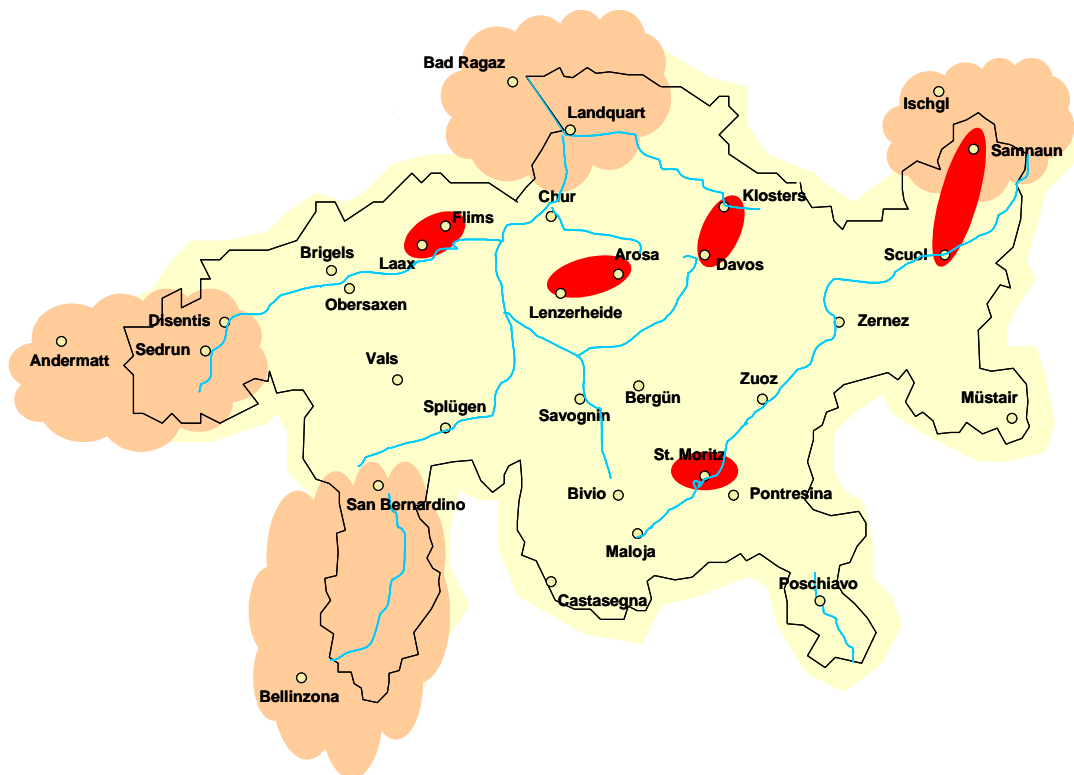 Bad Ragaz
Ischgl
Landquart
Samnaun
Klosters
Chur
Flims
Brigels
Laax
Arosa
Davos
Scuol
Obersaxen
Lenzerheide
Disentis
Zernez
Andermatt
Sedrun
Vals
Zuoz
Bergün
Müstair
Splügen
Savognin
St. Moritz
San Bernardino
Bivio
Pontresina
Maloja
Poschiavo
Castasegna
Bellinzona